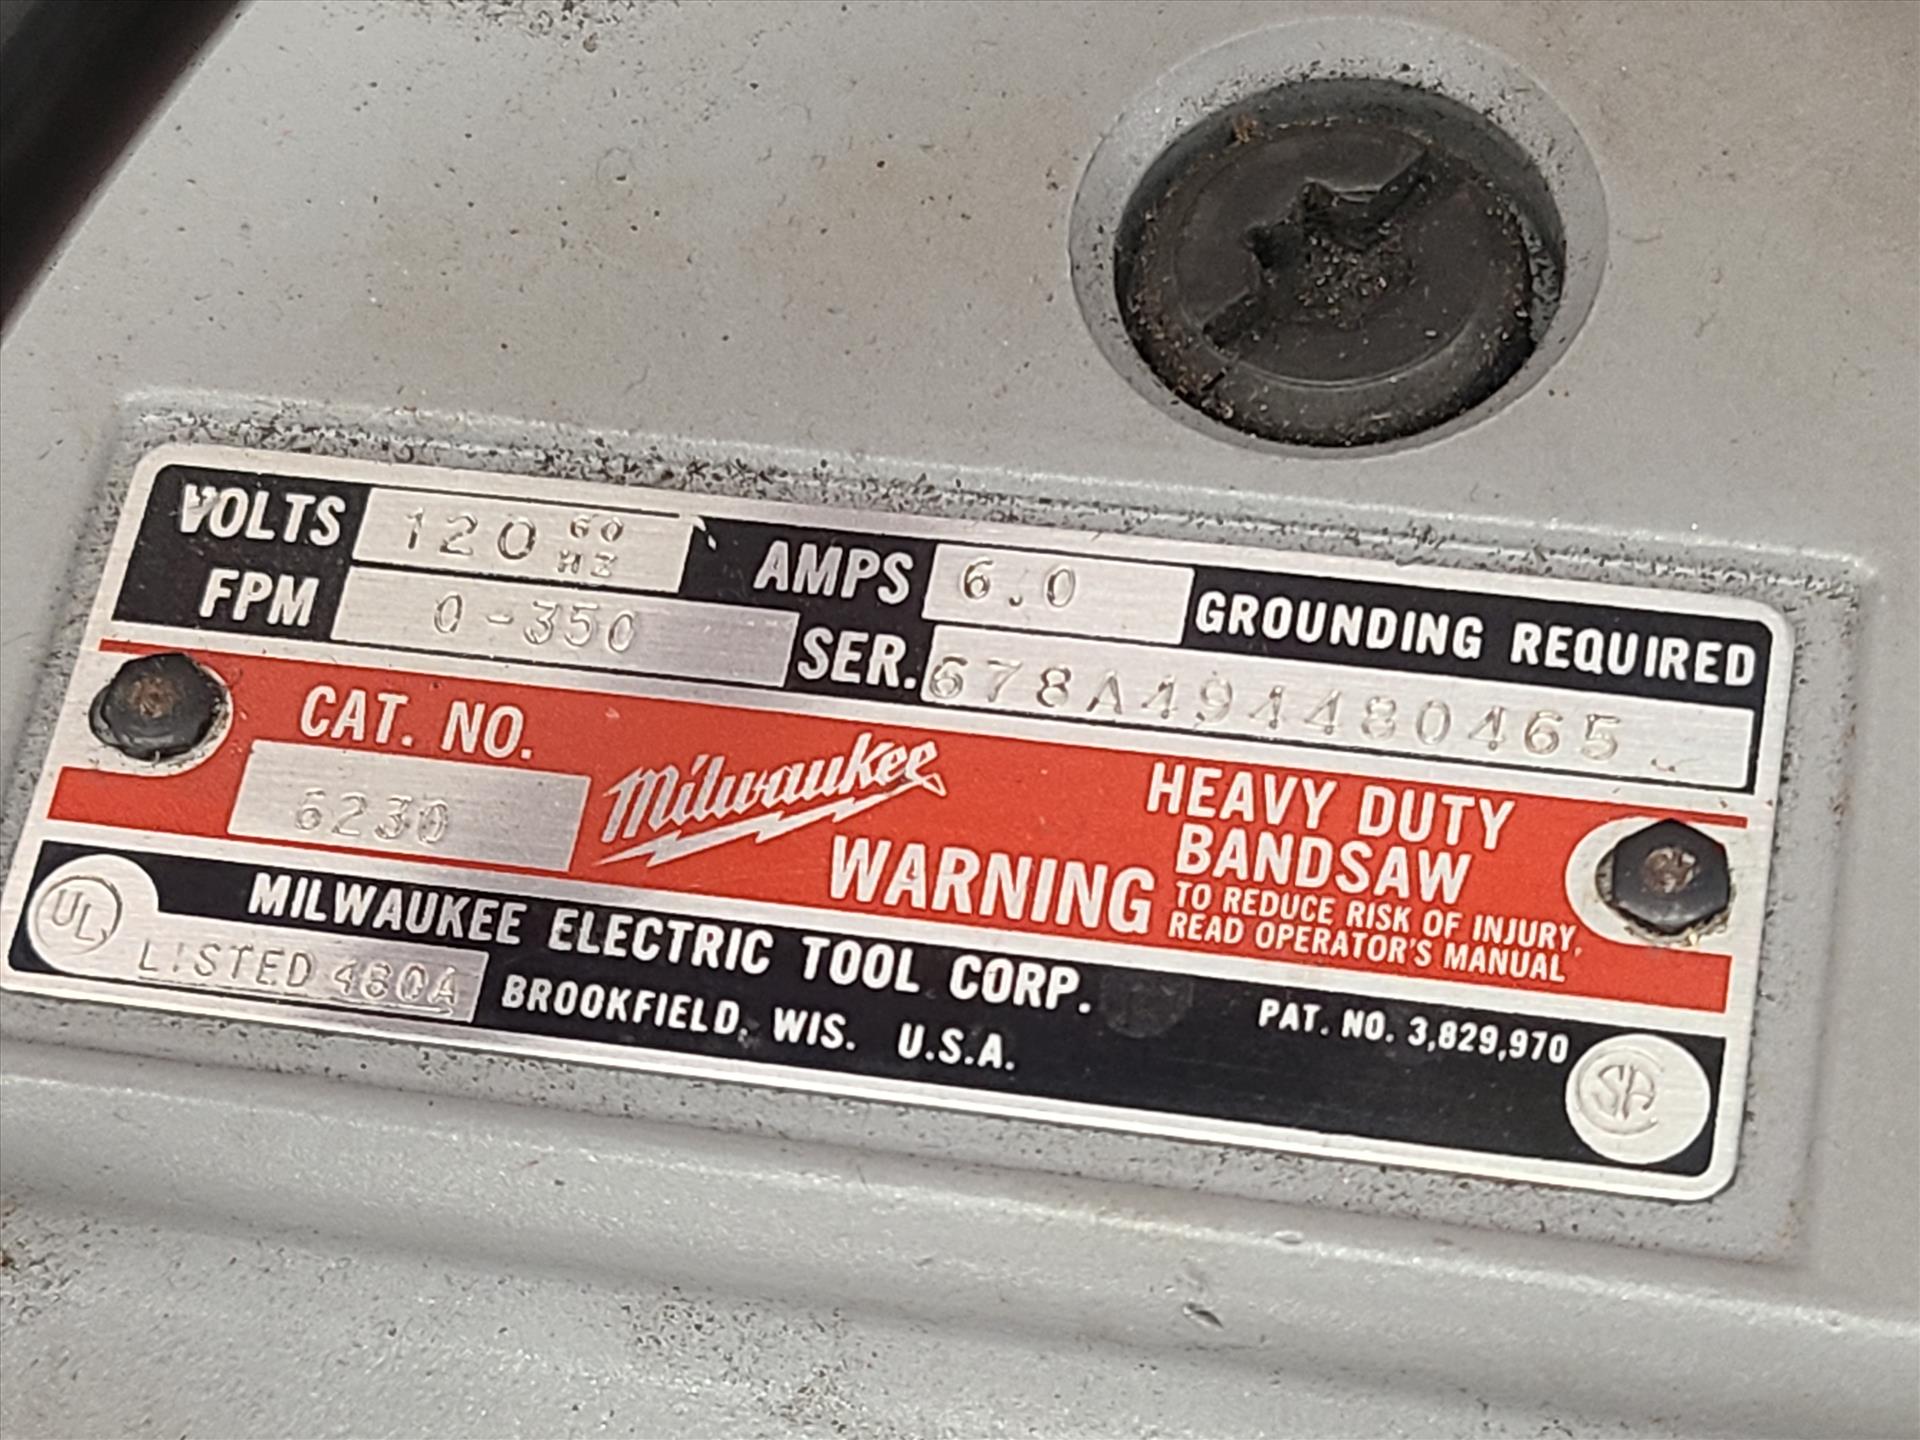 VOLTS 120 60 HZ AMPS 6.0 GROUNDING REQUIRED
FPM 0-350 SER. 678A494480465
CAT. NO.
6230
Milwaukee
HEAVY DUTY
BANDSAW
WARNING
TO REDUCE RISK OF INJURY,
READ OPERATOR'S MANUAL
UL
LISTED 480A
MILWAUKEE ELECTRIC TOOL CORP.
BROOKFIELD, WIS. U.S.A.
PAT. NO. 3,829,970
SA